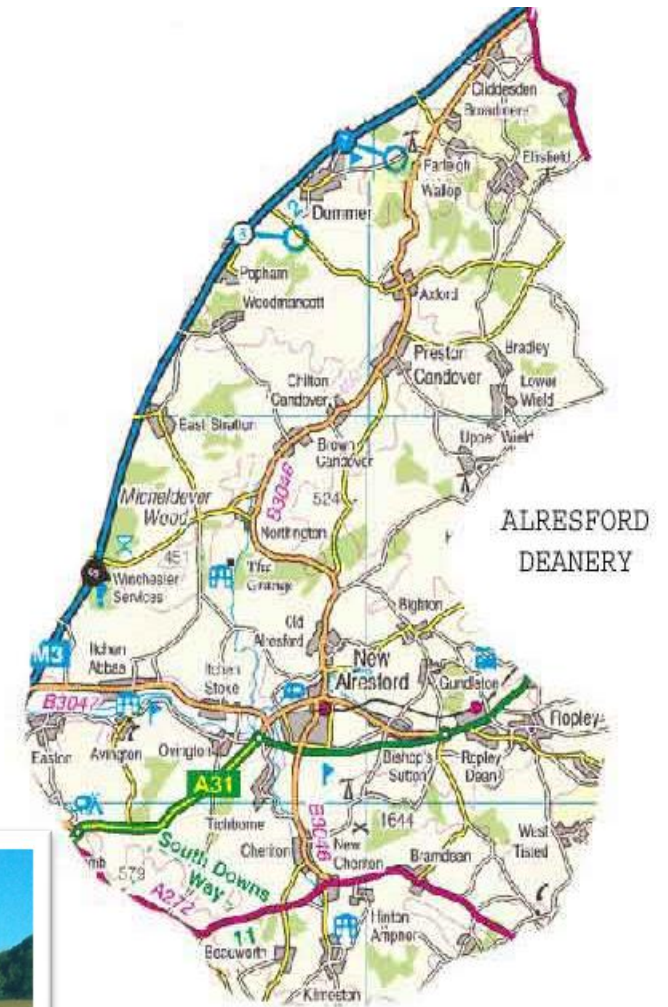 Cliddesden
Broadmere
Farleigh
Wallop
Ellisfield
Dummer
2
Popham
Woodmancott
Axford
Preston
Candover
Bradley
Lower
Wield
Chilton
Candover
East Stratton
Brown
Candover
Upper Wield
B3046
524
Micheldever
Wood
Northington
ALRESFORD
DEANERY
451
The
Grange
Winchester
Services
Bighton
Old
Alresford
M3
Itchen
Abbas
Itchen
Stoke
New
Alresford
Gundleton
B3047
Ropley
Easton
Avington
Ovington
Bishop's
Sutton
Ropley
Dean
A31
Tichborne
B3046
1644
West
Tisted
Cheriton
New
Cheriton
Bramdean
South Downs
Way
mb
579
A272
11
Hinton
Ampner
Beauworth
Kilmeston